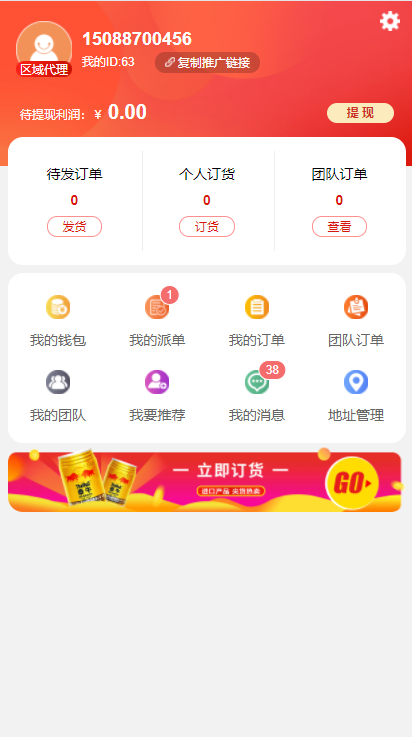 15088700456
我的ID:63
复制推广链接
区域代理
待提现利润：¥ 0.00
提 现
待发订单
个人订货
团队订单
0
0
0
发货
订货
查看
1
我的钱包
我的派单
我的订单
团队订单
38
我的团队
我要推荐
我的消息
地址管理
立即订货
进口产品 尖货热卖
GO